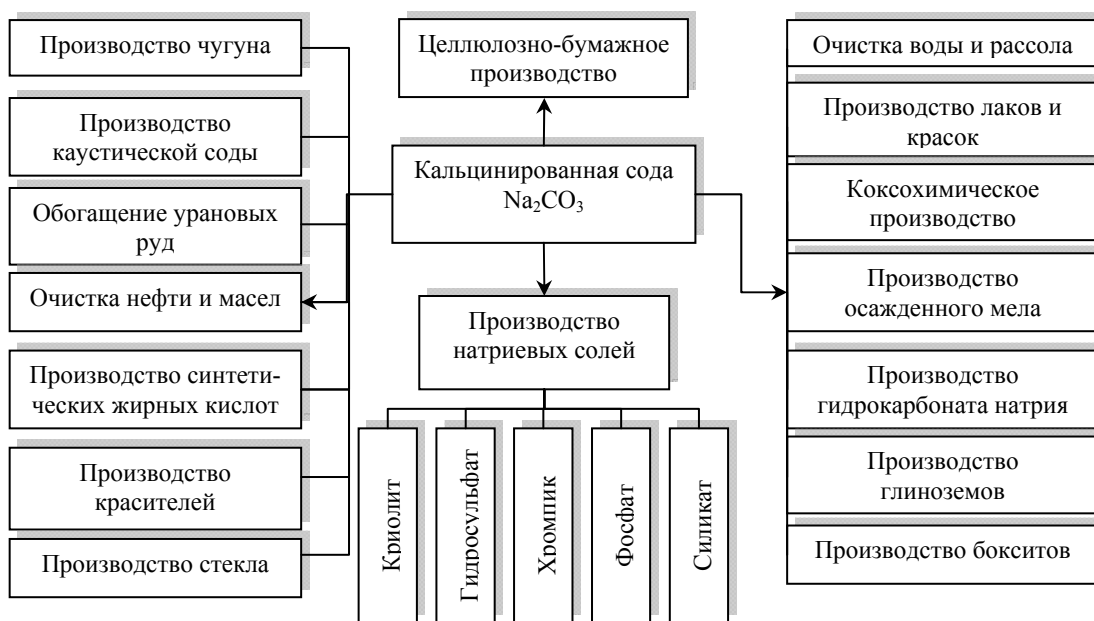 Производство чугуна
Производство
каустической соды
Обогащение урановых
руд
Очистка нефти и масел
Производство синтети-
ческих жирных кислот
Производство
красителей
Производство стекла
Целлюлозно-бумажное
производство
Кальцинированная сода
Na₂CO₃
Производство
натриевых солей
Криолит
Гидросульфат
Хромпик
Фосфат
Силикат
Очистка воды и рассола
Производство лаков и
красок
Коксохимическое
производство
Производство
осажденного мела
Производство
гидрокарбоната натрия
Производство
глиноземов
Производство бокситов